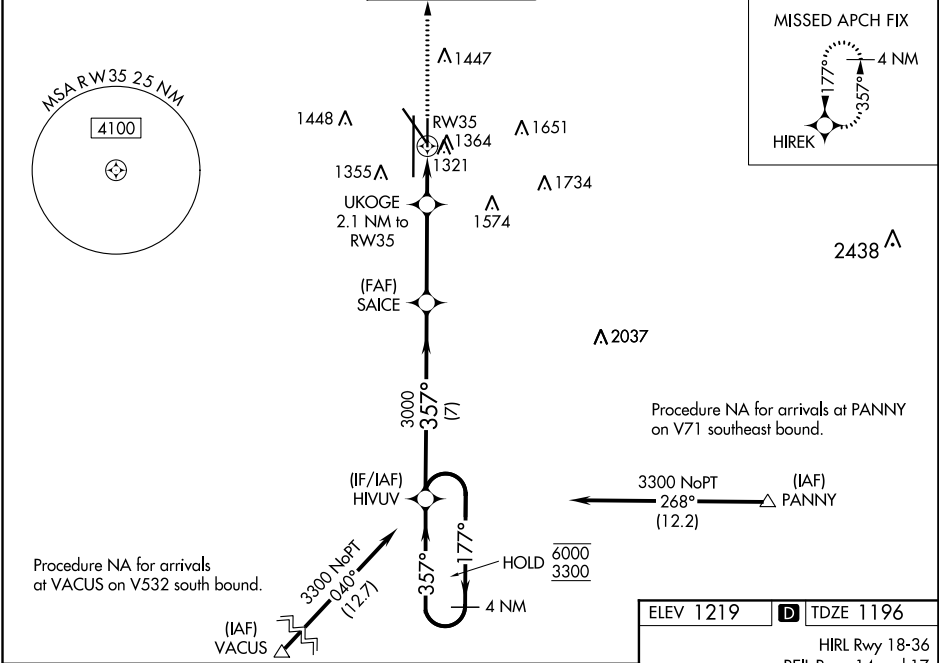 MISSED APCH FIX
4 NM
177°
357°
HIREK
MSA RW35 25 NM
4100
1447
1448
RW35
1364
1651
1321
1355
1734
UKOGE
2.1 NM to
RW35
1574
2438
(FAF)
SAICE
2037
3000
357°
(7)
Procedure NA for arrivals at PANNY
on V71 southeast bound.
(IF/IAF)
HIVUV
3300 NoPT
268°
(12.2)
(IAF)
PANNY
357°
177°
HOLD
6000
3300
4 NM
Procedure NA for arrivals
at VACUS on V532 south bound.
3300 NoPT
040°
(12.7)
(IAF)
VACUS
ELEV 1219
D
TDZE 1196
HIRL Rwy 18-36